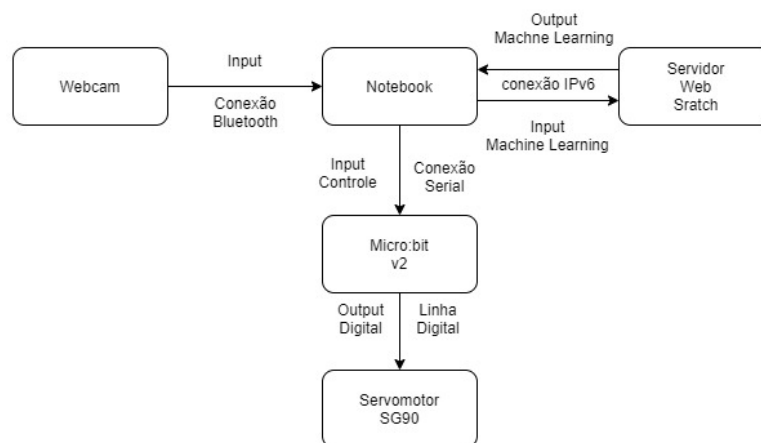 Output
Machne Learning
Input
Webcam
Notebook
conexão IPv6
Servidor
Web
Sratch
Conexão
Bluetooth
Input
Machine Learning
Input
Controle
Conexão
Serial
Micro:bit
v2
Output
Digital
Linha
Digital
Servomotor
SG90